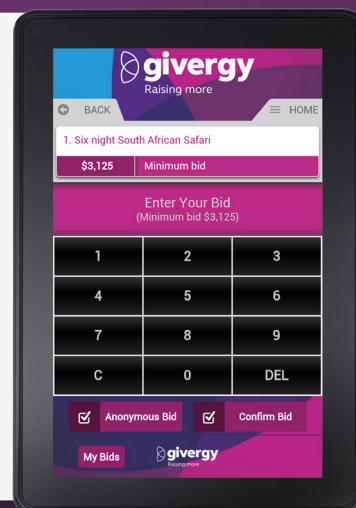 givergy
Raising more
BACK
HOME
1. Six night South African Safari
$3,125 Minimum bid
Enter Your Bid
(Minimum bid $3,125)
1 2 3
4 5 6
7 8 9
C 0 DEL
Anonymous Bid Confirm Bid
My Bids givergy
Raising more